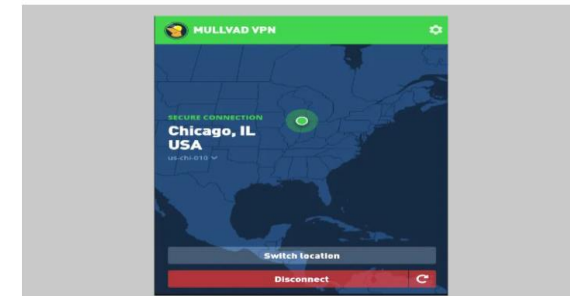 MULLVAD VPN
SECURE CONNECTION
Chicago, IL
USA
us-chi-010
Switch location
Disconnect